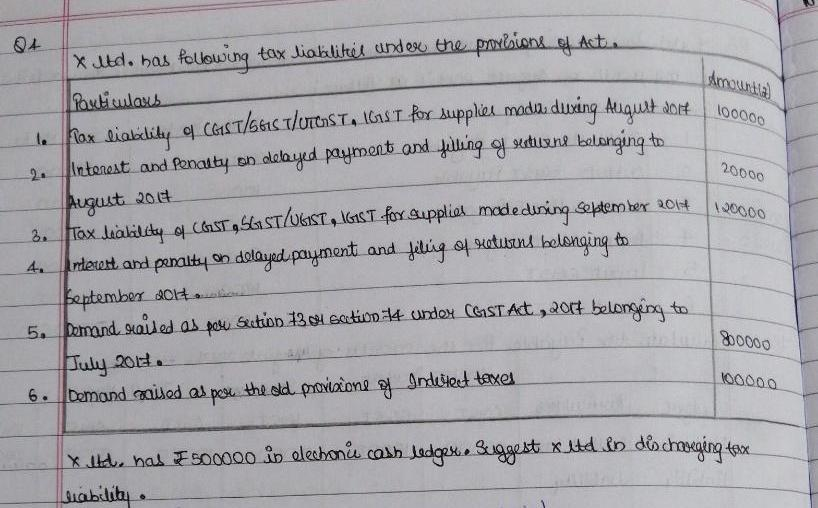 Q1
X Ltd. has following tax liabilities under the provisions of Act.
Particulars Amount(₹)
1. Tax liability of CGST/SGST/UTGST, IGST for supplies made during August 2017 100000
2. Interest and Penalty on delayed payment and filling of returns belonging to
August 2017 20000
3. Tax liability of CGST, SGST/UGST, IGST for supplies made during September 2017 120000
4. Interest and penalty on delayed payment and filing of returns belonging to
September 2017.
5. Demand raised as per section 73 or section 74 under CGST Act, 2017 belonging to
July 2017. 800000
6. Demand raised as per the old provisions of Indirect taxes 100000
X Ltd. has ₹ 500000 in electronic cash ledger. Suggest X Ltd in discharging tax
liability.